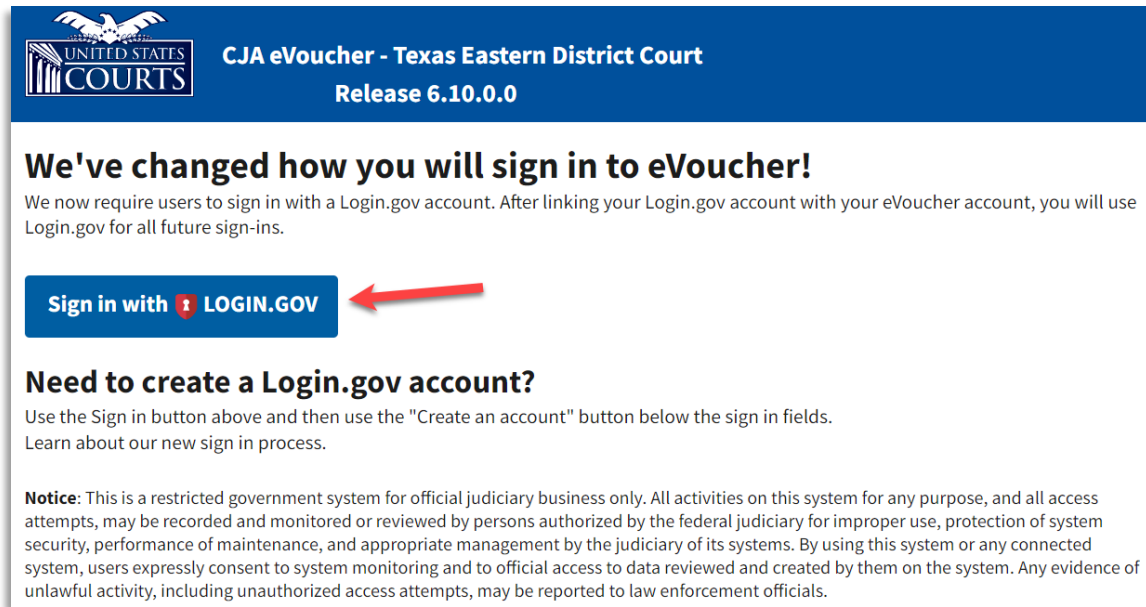 UNITED STATES
COURTS
CJA eVoucher - Texas Eastern District Court
Release 6.10.0.0
We've changed how you will sign in to eVoucher!
We now require users to sign in with a Login.gov account. After linking your Login.gov account with your eVoucher account, you will use
Login.gov for all future sign-ins.
Sign in with LOGIN.GOV
Need to create a Login.gov account?
Use the Sign in button above and then use the "Create an account" button below the sign in fields.
Learn about our new sign in process.
Notice: This is a restricted government system for official judiciary business only. All activities on this system for any purpose, and all access
attempts, may be recorded and monitored or reviewed by persons authorized by the federal judiciary for improper use, protection of system
security, performance of maintenance, and appropriate management by the judiciary of its systems. By using this system or any connected
system, users expressly consent to system monitoring and to official access to data reviewed and created by them on the system. Any evidence of
unlawful activity, including unauthorized access attempts, may be reported to law enforcement officials.